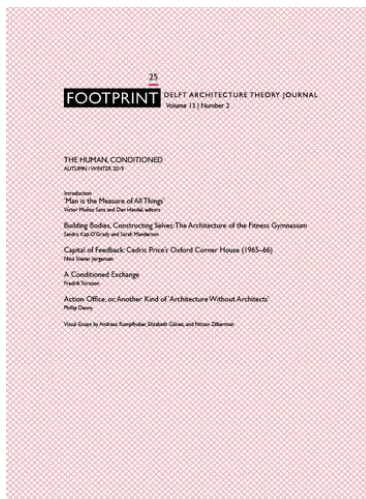 25
FOOTPRINT DELFT ARCHITECTURE THEORY JOURNAL
Volume 13 | Number 2
THE HUMAN, CONDITIONED
AUTUMN / WINTER 2019
Introduction
'Man is the Measure of All Things'
Víctor Muñoz Sanz and Dan Handel, editors
Building Bodies, Constructing Selves: The Architecture of the Fitness Gymnasium
Sandra Kaji-O'Grady and Sarah Manderson
Capital of Feedback: Cedric Price's Oxford Corner House (1965–66)
Nina Stener Jørgensen
A Conditioned Exchange
Fredrik Torisson
Action Office, or, Another Kind of 'Architecture Without Architects'
Phillip Denny
Visual Essays by Andreas Rumpfhuber, Elizabeth Gálvez, and Nitzan Zilberman